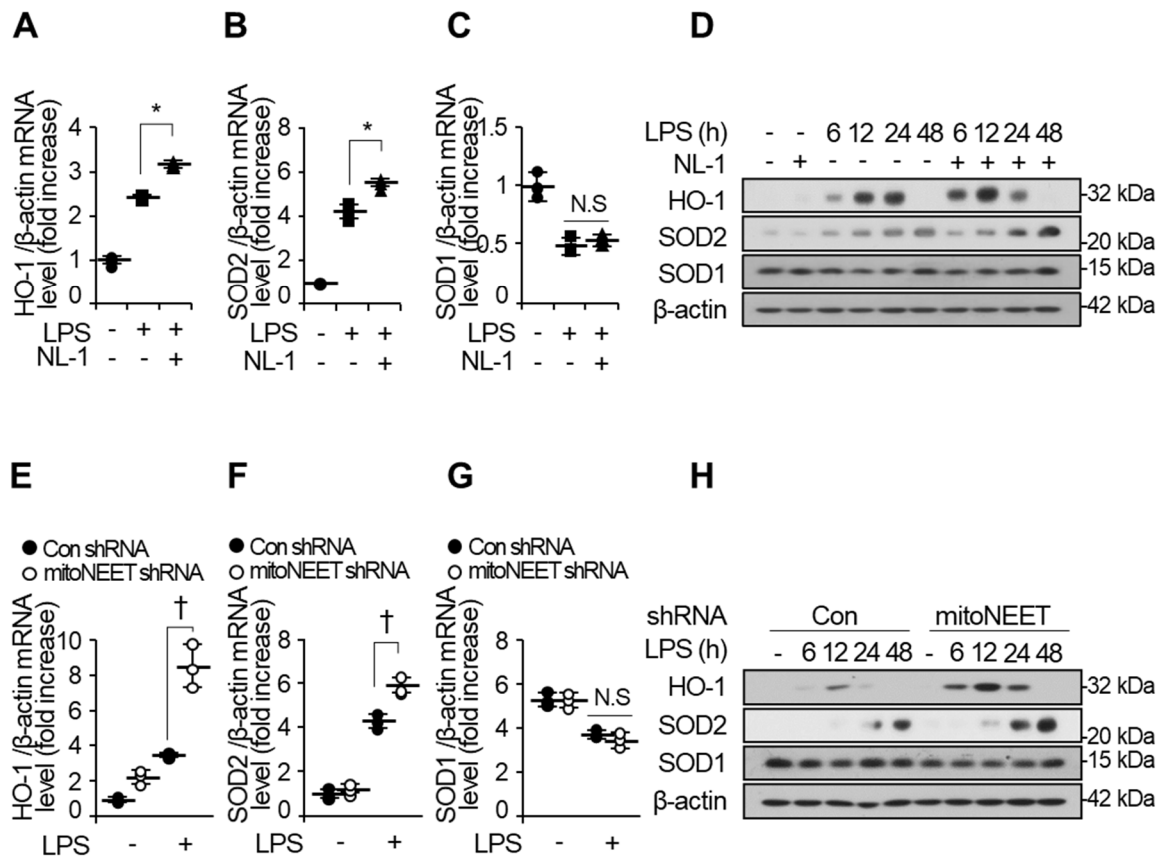 A
HO-1 /β-actin mRNA
level (fold increase)
4
3
2
1
0
*
LPS - + +
NL-1 - - +
B
SOD2 /β-actin mRNA
level (fold increase)
8
6
4
2
0
*
LPS - + +
NL-1 - - +
C
SOD1 /β-actin mRNA
level (fold increase)
1.5
1
0.5
0
N.S
LPS - + +
NL-1 - - +
D
LPS (h) - - 6 12 24 48 6 12 24 48
NL-1 - + - - - - + + + +
HO-1 -32 kDa
SOD2 -20 kDa
SOD1 -15 kDa
β-actin -42 kDa
E
Con shRNA
mitoNEET shRNA
HO-1 /β-actin mRNA
level (fold increase)
10
8
6
4
2
0
†
LPS - +
F
Con shRNA
mitoNEET shRNA
SOD2 /β-actin mRNA
level (fold increase)
8
6
4
2
0
†
LPS - +
G
Con shRNA
mitoNEET shRNA
SOD1 /β-actin mRNA
level (fold increase)
8
6
4
2
0
N.S
LPS - +
H
shRNA Con mitoNEET
LPS (h) - 6 12 24 48 - 6 12 24 48
HO-1 -32 kDa
SOD2 -20 kDa
SOD1 -15 kDa
β-actin -42 kDa